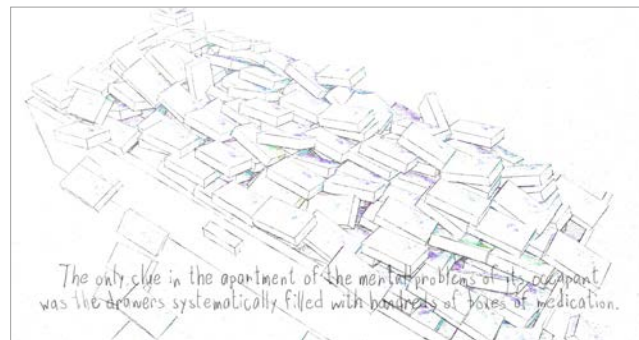 The only clue in the apartment of the mental problems of its occupant
was the drawers systematically filled with hundreds of boxes of medication.